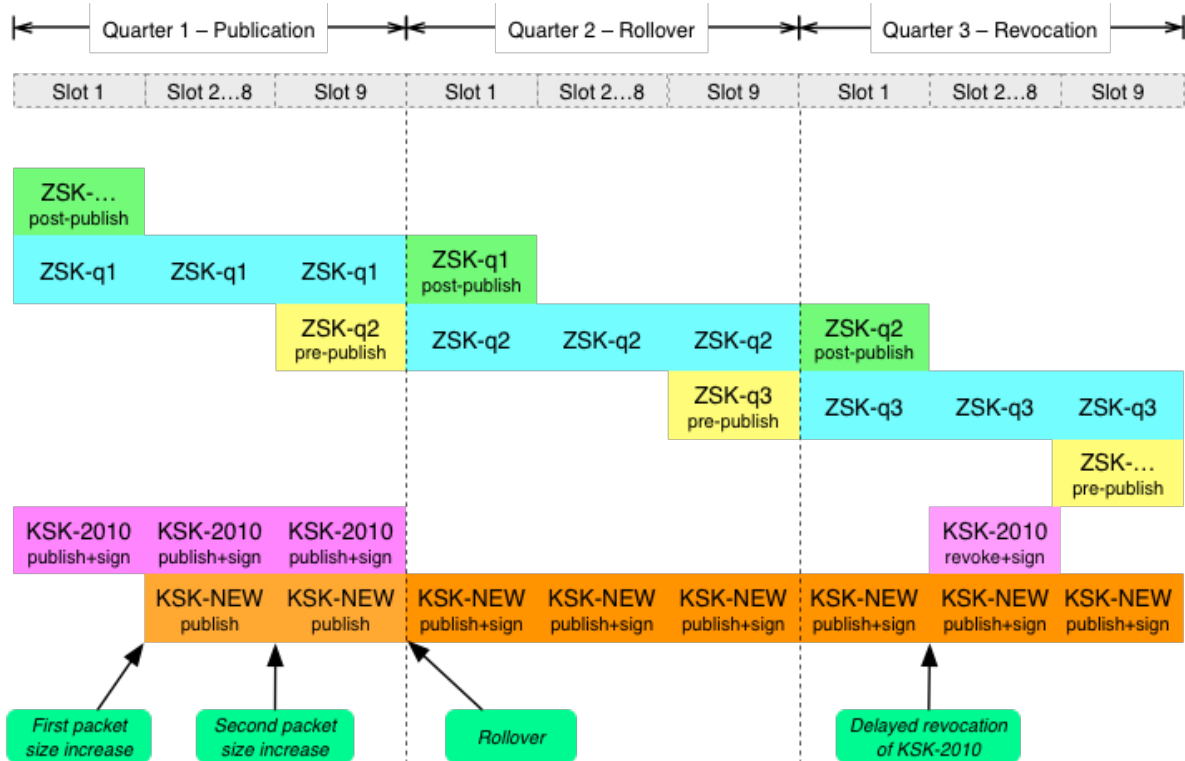 Quarter 1 – Publication
Quarter 2 – Rollover
Quarter 3 – Revocation
Slot 1
Slot 2...8
Slot 9
Slot 1
Slot 2...8
Slot 9
Slot 1
Slot 2...8
Slot 9
ZSK-...
post-publish
ZSK-q1
ZSK-q1
ZSK-q1
ZSK-q1
post-publish
ZSK-q2
pre-publish
ZSK-q2
ZSK-q2
ZSK-q2
ZSK-q2
post-publish
ZSK-q3
pre-publish
ZSK-q3
ZSK-q3
ZSK-q3
ZSK-...
pre-publish
KSK-2010
publish+sign
KSK-2010
publish+sign
KSK-2010
publish+sign
KSK-2010
revoke+sign
KSK-NEW
publish
KSK-NEW
publish
KSK-NEW
publish+sign
KSK-NEW
publish+sign
KSK-NEW
publish+sign
KSK-NEW
publish+sign
KSK-NEW
publish+sign
KSK-NEW
publish+sign
First packet
size increase
Second packet
size increase
Rollover
Delayed revocation
of KSK-2010